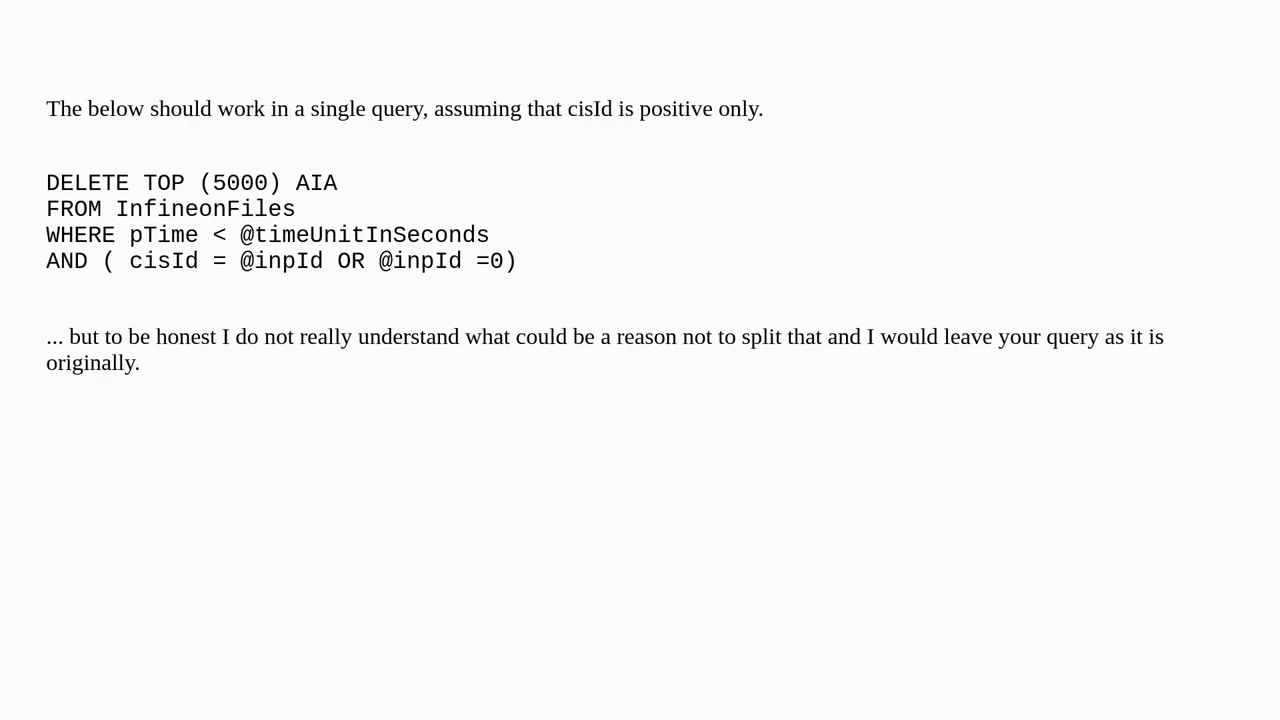 The below should work in a single query, assuming that cisId is positive only.
DELETE TOP (5000) AIA
FROM InfineonFiles
WHERE pTime < @timeUnitInSeconds
AND ( cisId = @inpId OR @inpId =0)
... but to be honest I do not really understand what could be a reason not to split that and I would leave your query as it is
originally.